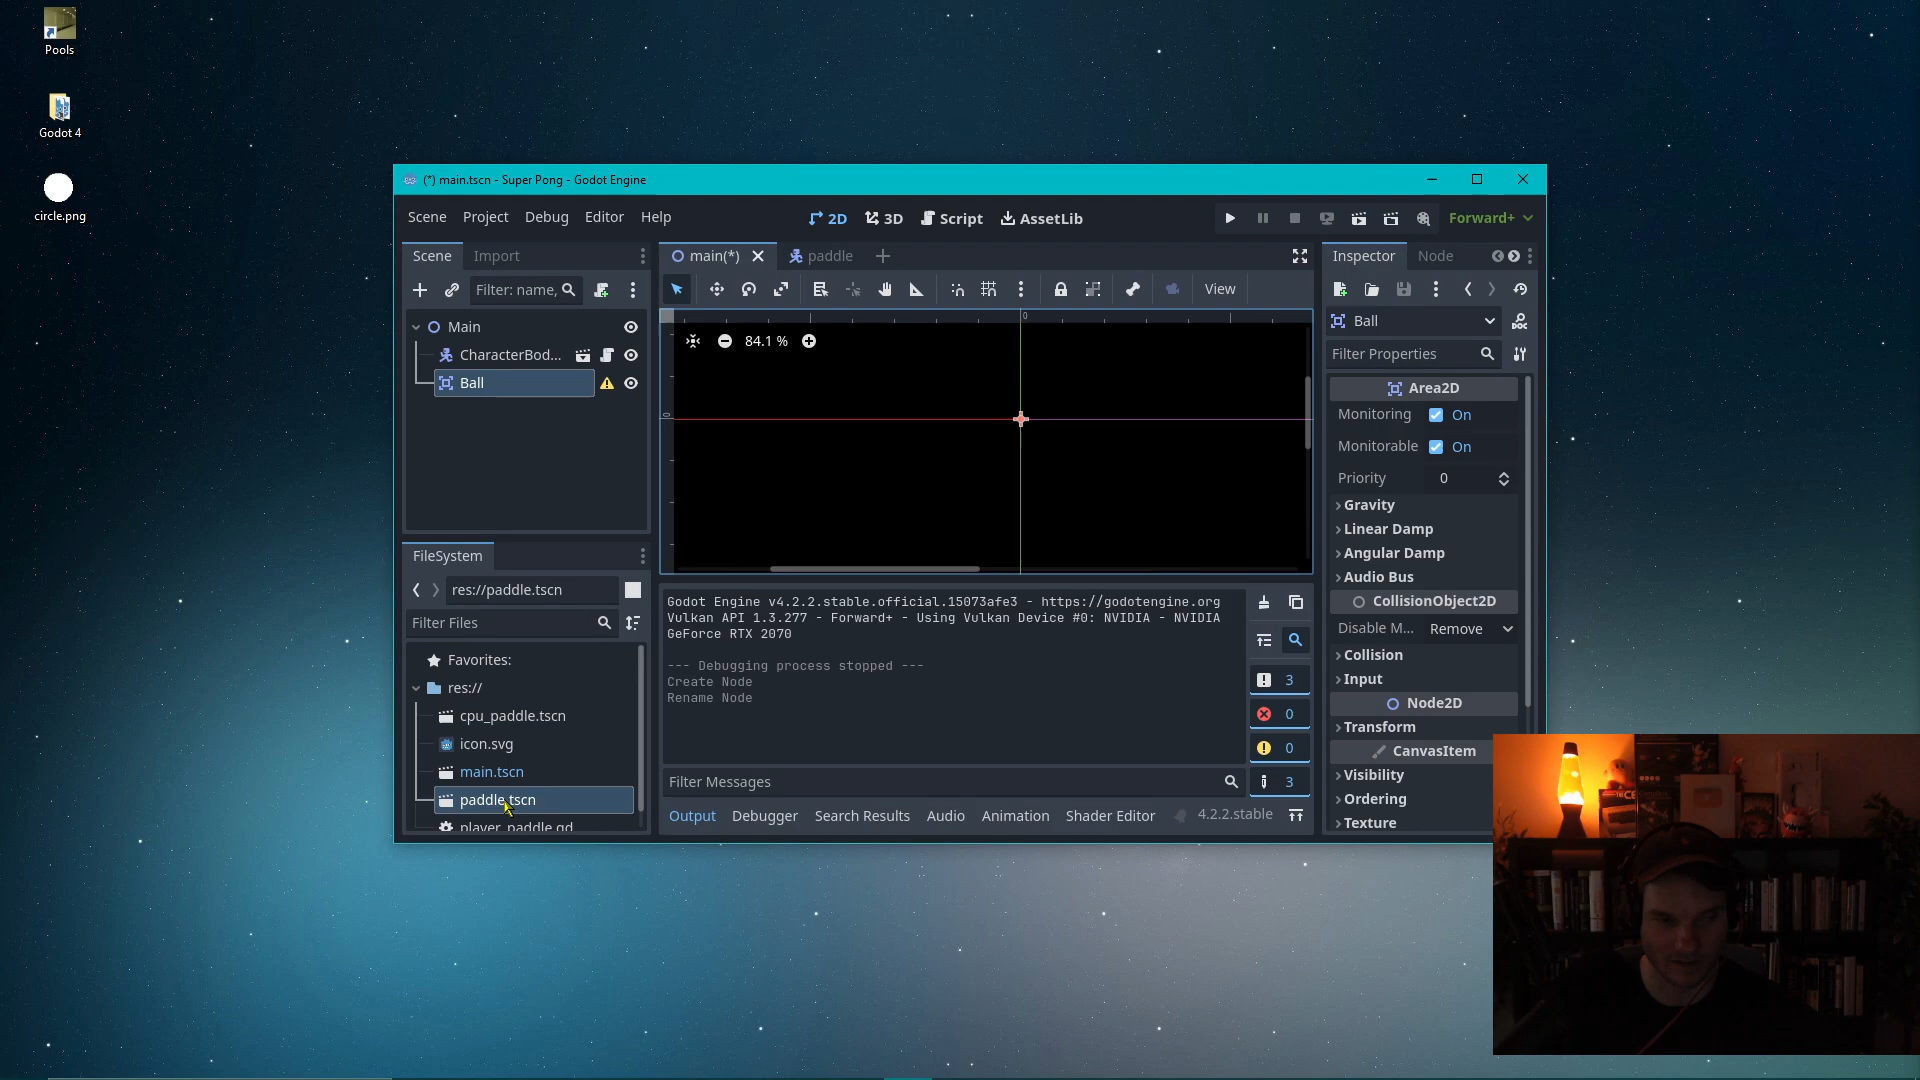 Pools
Godot 4
circle.png
(*) main.tscn - Super Pong - Godot Engine
Scene Project Debug Editor Help
2D 3D Script AssetLib
Forward+
Scene Import
Filter: name,
Main
CharacterBod...
Ball
FileSystem
res://paddle.tscn
Filter Files
Favorites:
res://
cpu_paddle.tscn
icon.svg
main.tscn
paddle.tscn
player_paddle.gd
main(*) paddle
View
0
84.1 %
0
Godot Engine v4.2.2.stable.official.15073afe3 - https://godotengine.org
Vulkan API 1.3.277 - Forward+ - Using Vulkan Device #0: NVIDIA - NVIDIA
GeForce RTX 2070
--- Debugging process stopped ---
Create Node
Rename Node
3
0
0
3
Filter Messages
Output Debugger Search Results Audio Animation Shader Editor 4.2.2.stable
Inspector Node
Ball
DOC
Filter Properties
Area2D
Monitoring On
Monitorable On
Priority 0
Gravity
Linear Damp
Angular Damp
Audio Bus
CollisionObject2D
Disable M... Remove
Collision
Input
Node2D
Transform
CanvasItem
Visibility
Ordering
Texture